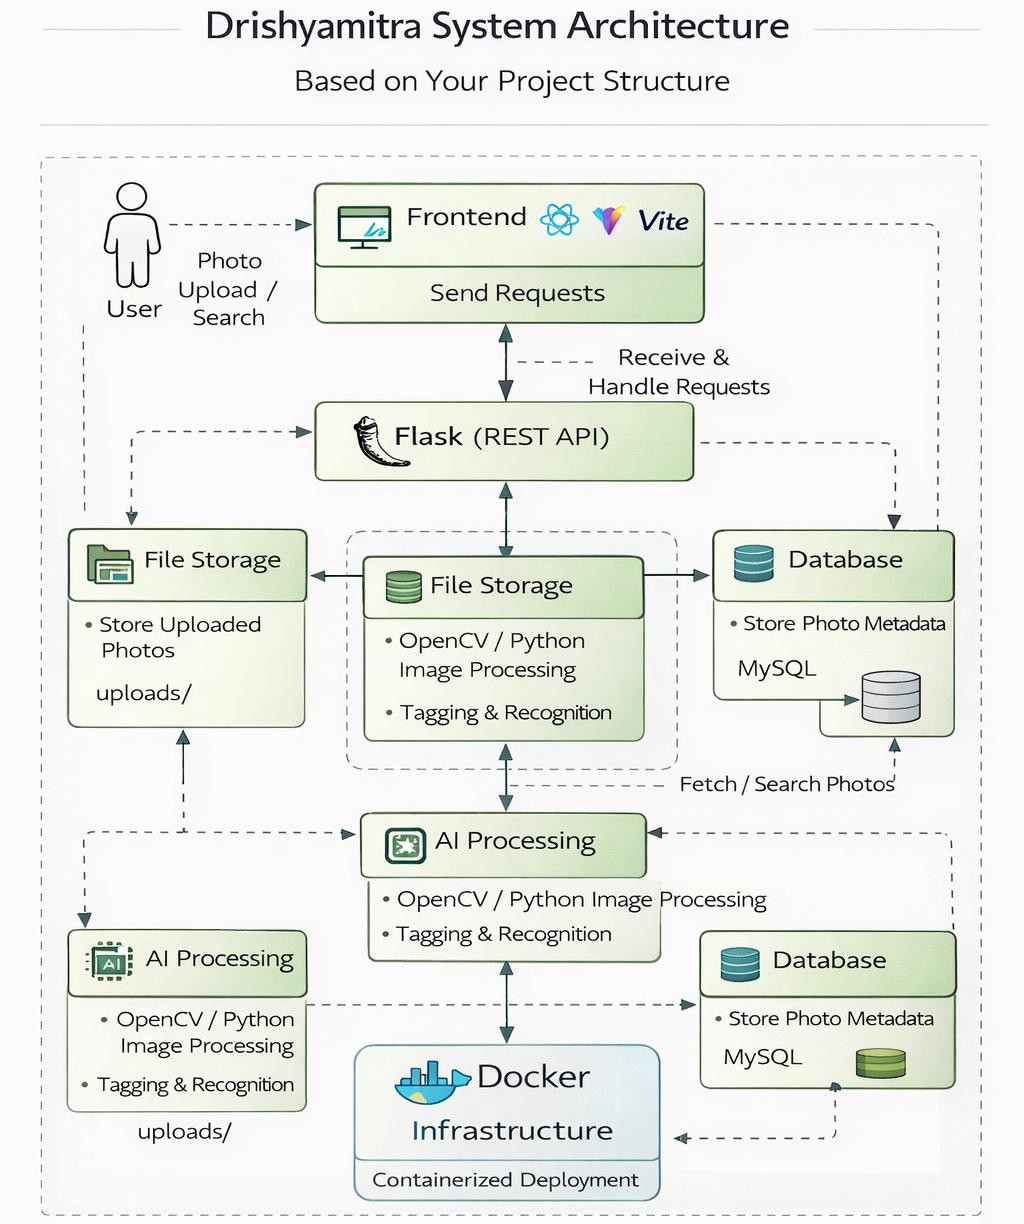 Drishyamitra System Architecture
Based on Your Project Structure
Frontend Vite
Photo
Upload /
Search
User
Send Requests
Receive &
Handle Requests
Flask (REST API)
File Storage
• Store Uploaded
Photos
uploads/
File Storage
• OpenCV / Python
Image Processing
• Tagging & Recognition
Database
• Store Photo Metadata
MySQL
Fetch / Search Photos
AI Processing
• OpenCV / Python Image Processing
• Tagging & Recognition
AI AI Processing
• OpenCV / Python
Image Processing
• Tagging & Recognition
uploads/
Database
• Store Photo Metadata
MySQL
Docker
Infrastructure
Containerized Deployment